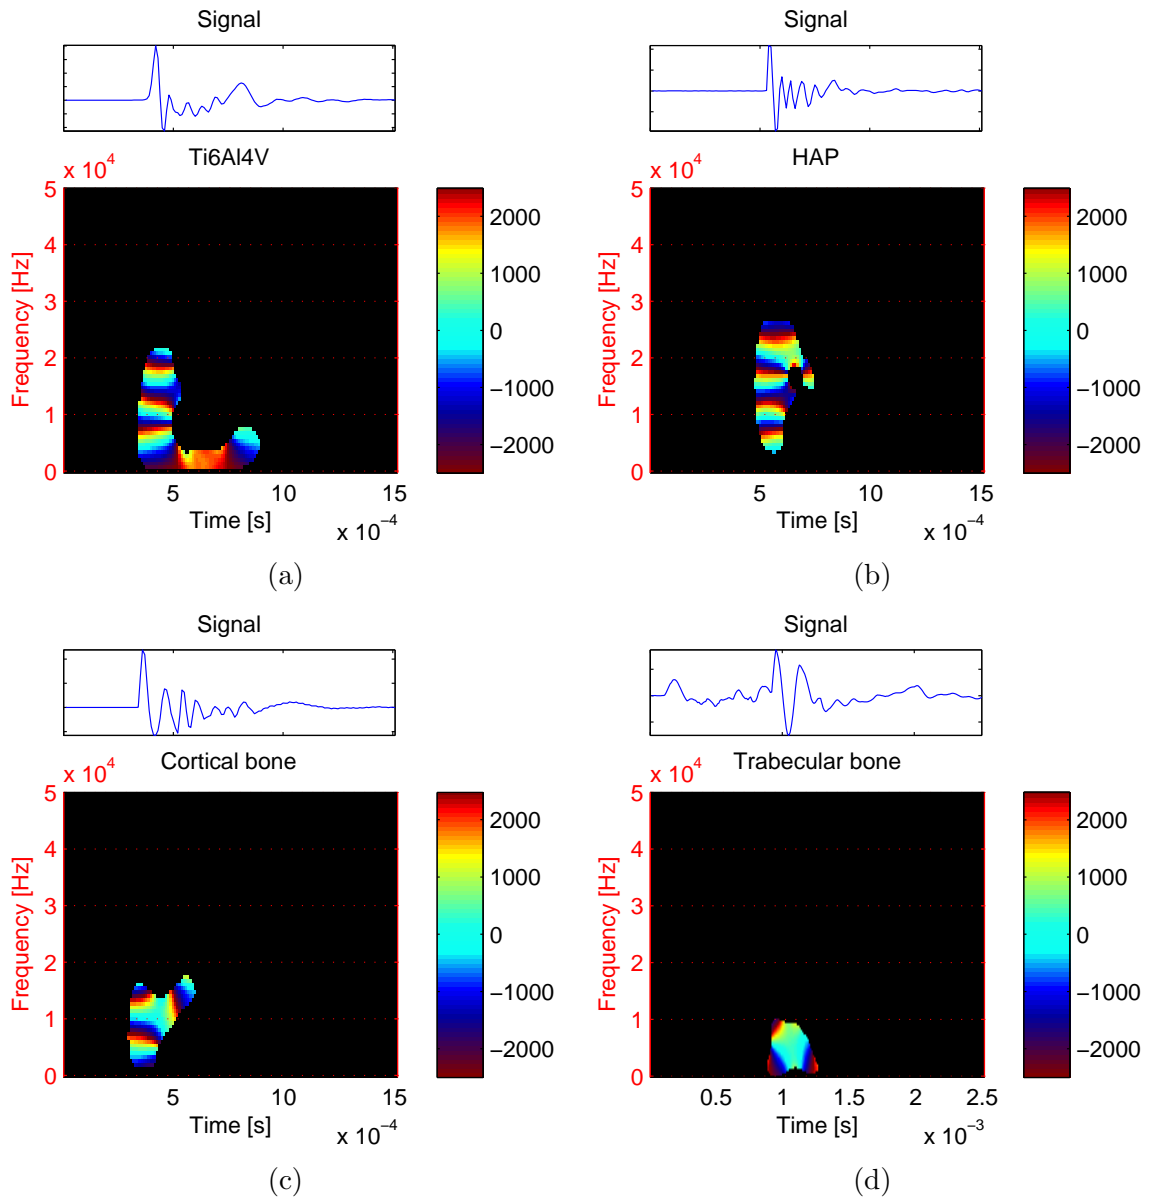 Signal
Ti6Al4V
x 10^4
5
4
3
2
1
0
Frequency [Hz]
5 10 15
Time [s]
x 10^−4
2000
1000
0
−1000
−2000
(a)
Signal
HAP
x 10^4
5
4
3
2
1
0
Frequency [Hz]
5 10 15
Time [s]
x 10^−4
2000
1000
0
−1000
−2000
(b)
Signal
Cortical bone
x 10^4
5
4
3
2
1
0
Frequency [Hz]
5 10 15
Time [s]
x 10^−4
2000
1000
0
−1000
−2000
(c)
Signal
Trabecular bone
x 10^4
5
4
3
2
1
0
Frequency [Hz]
0.5 1 1.5 2 2.5
Time [s]
x 10^−3
2000
1000
0
−1000
−2000
(d)